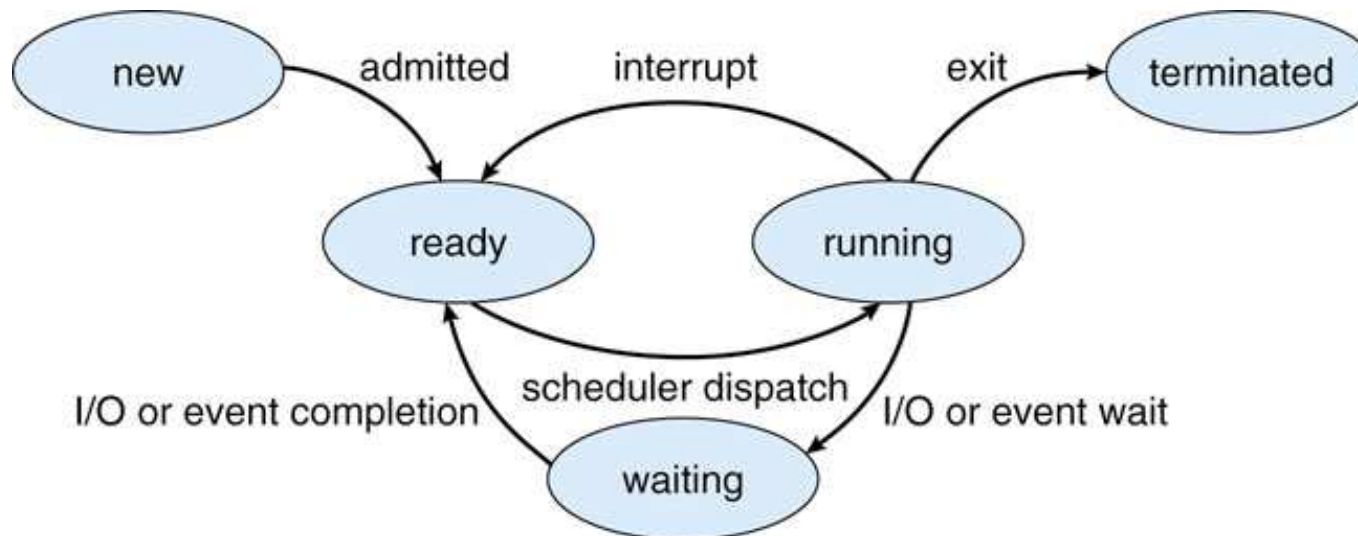 new
admitted
interrupt
exit
terminated
ready
running
scheduler dispatch
I/O or event completion
I/O or event wait
waiting